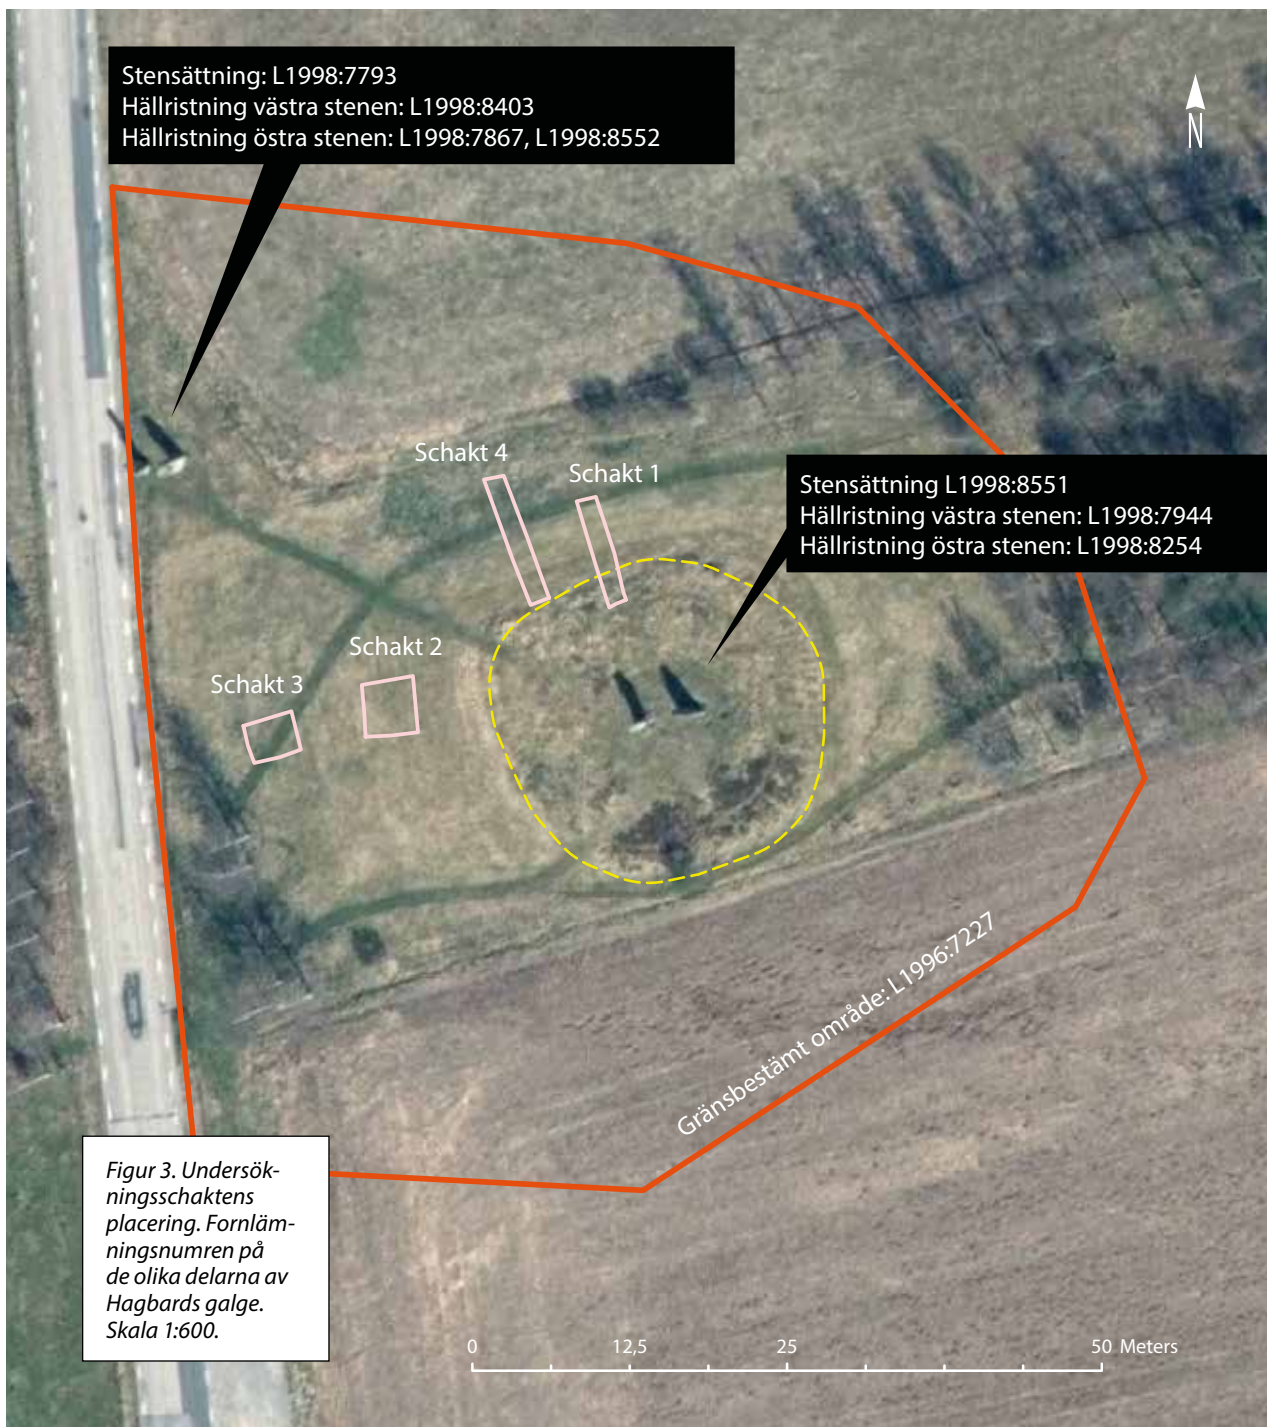 Stensättning: L1998:7793
Hällristning västra stenen: L1998:8403
Hällristning östra stenen: L1998:7867, L1998:8552
N
Schakt 4
Schakt 1
Stensättning L1998:8551
Hällristning västra stenen: L1998:7944
Hällristning östra stenen: L1998:8254
Schakt 2
Schakt 3
Gränsbestämt område: L1996:7227
Figur 3. Undersök-
ningsschaktens
placering. Fornläm-
ningsnumren på
de olika delarna av
Hagbards galge.
Skala 1:600.
0 12,5 25 50 Meters